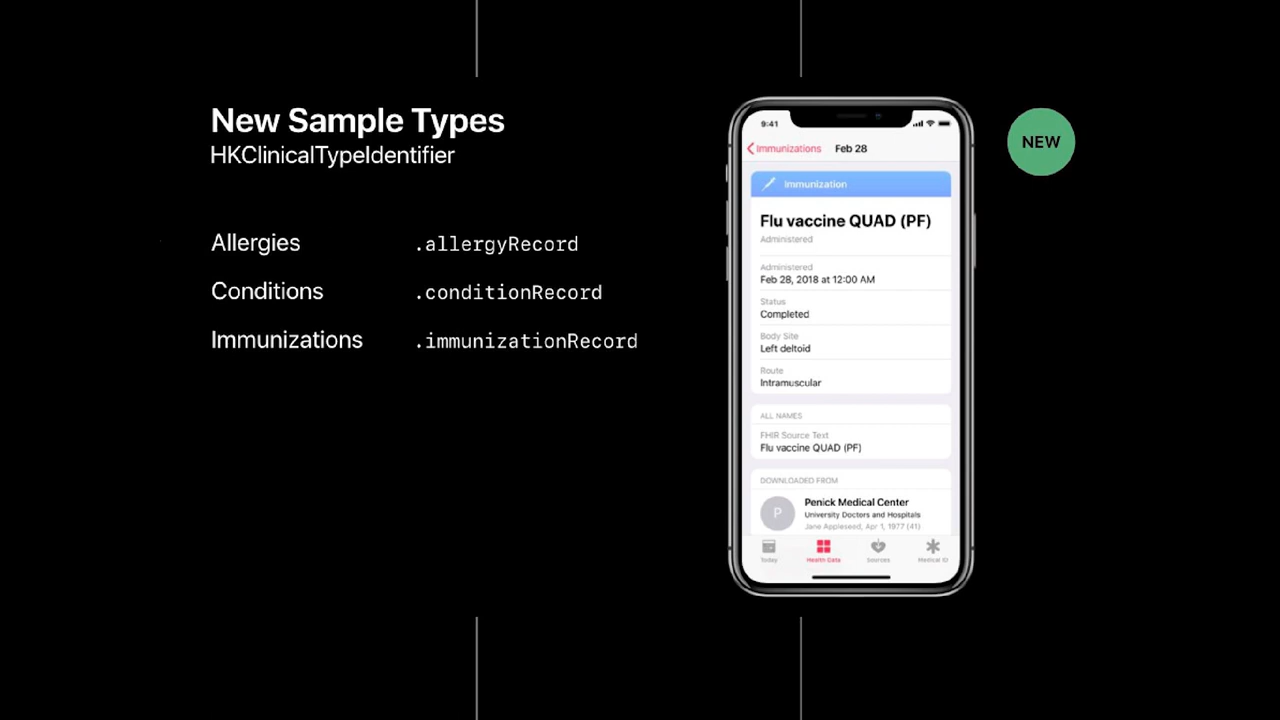 New Sample Types
HKClinicalTypeIdentifier
Allergies .allergyRecord
Conditions .conditionRecord
Immunizations .immunizationRecord
9:41
Immunizations Feb 28
Immunization
Flu vaccine QUAD (PF)
Administered
Administered
Feb 28, 2018 at 12:00 AM
Status
Completed
Body Site
Left deltoid
Route
Intramuscular
ALL NAMES
FHIR Source Text
Flu vaccine QUAD (PF)
DOWNLOADED FROM
P
Penick Medical Center
University Doctors and Hospitals
Jane Appleseed, Apr 1, 1977 (41)
Today Health Data Sources Medical ID
NEW